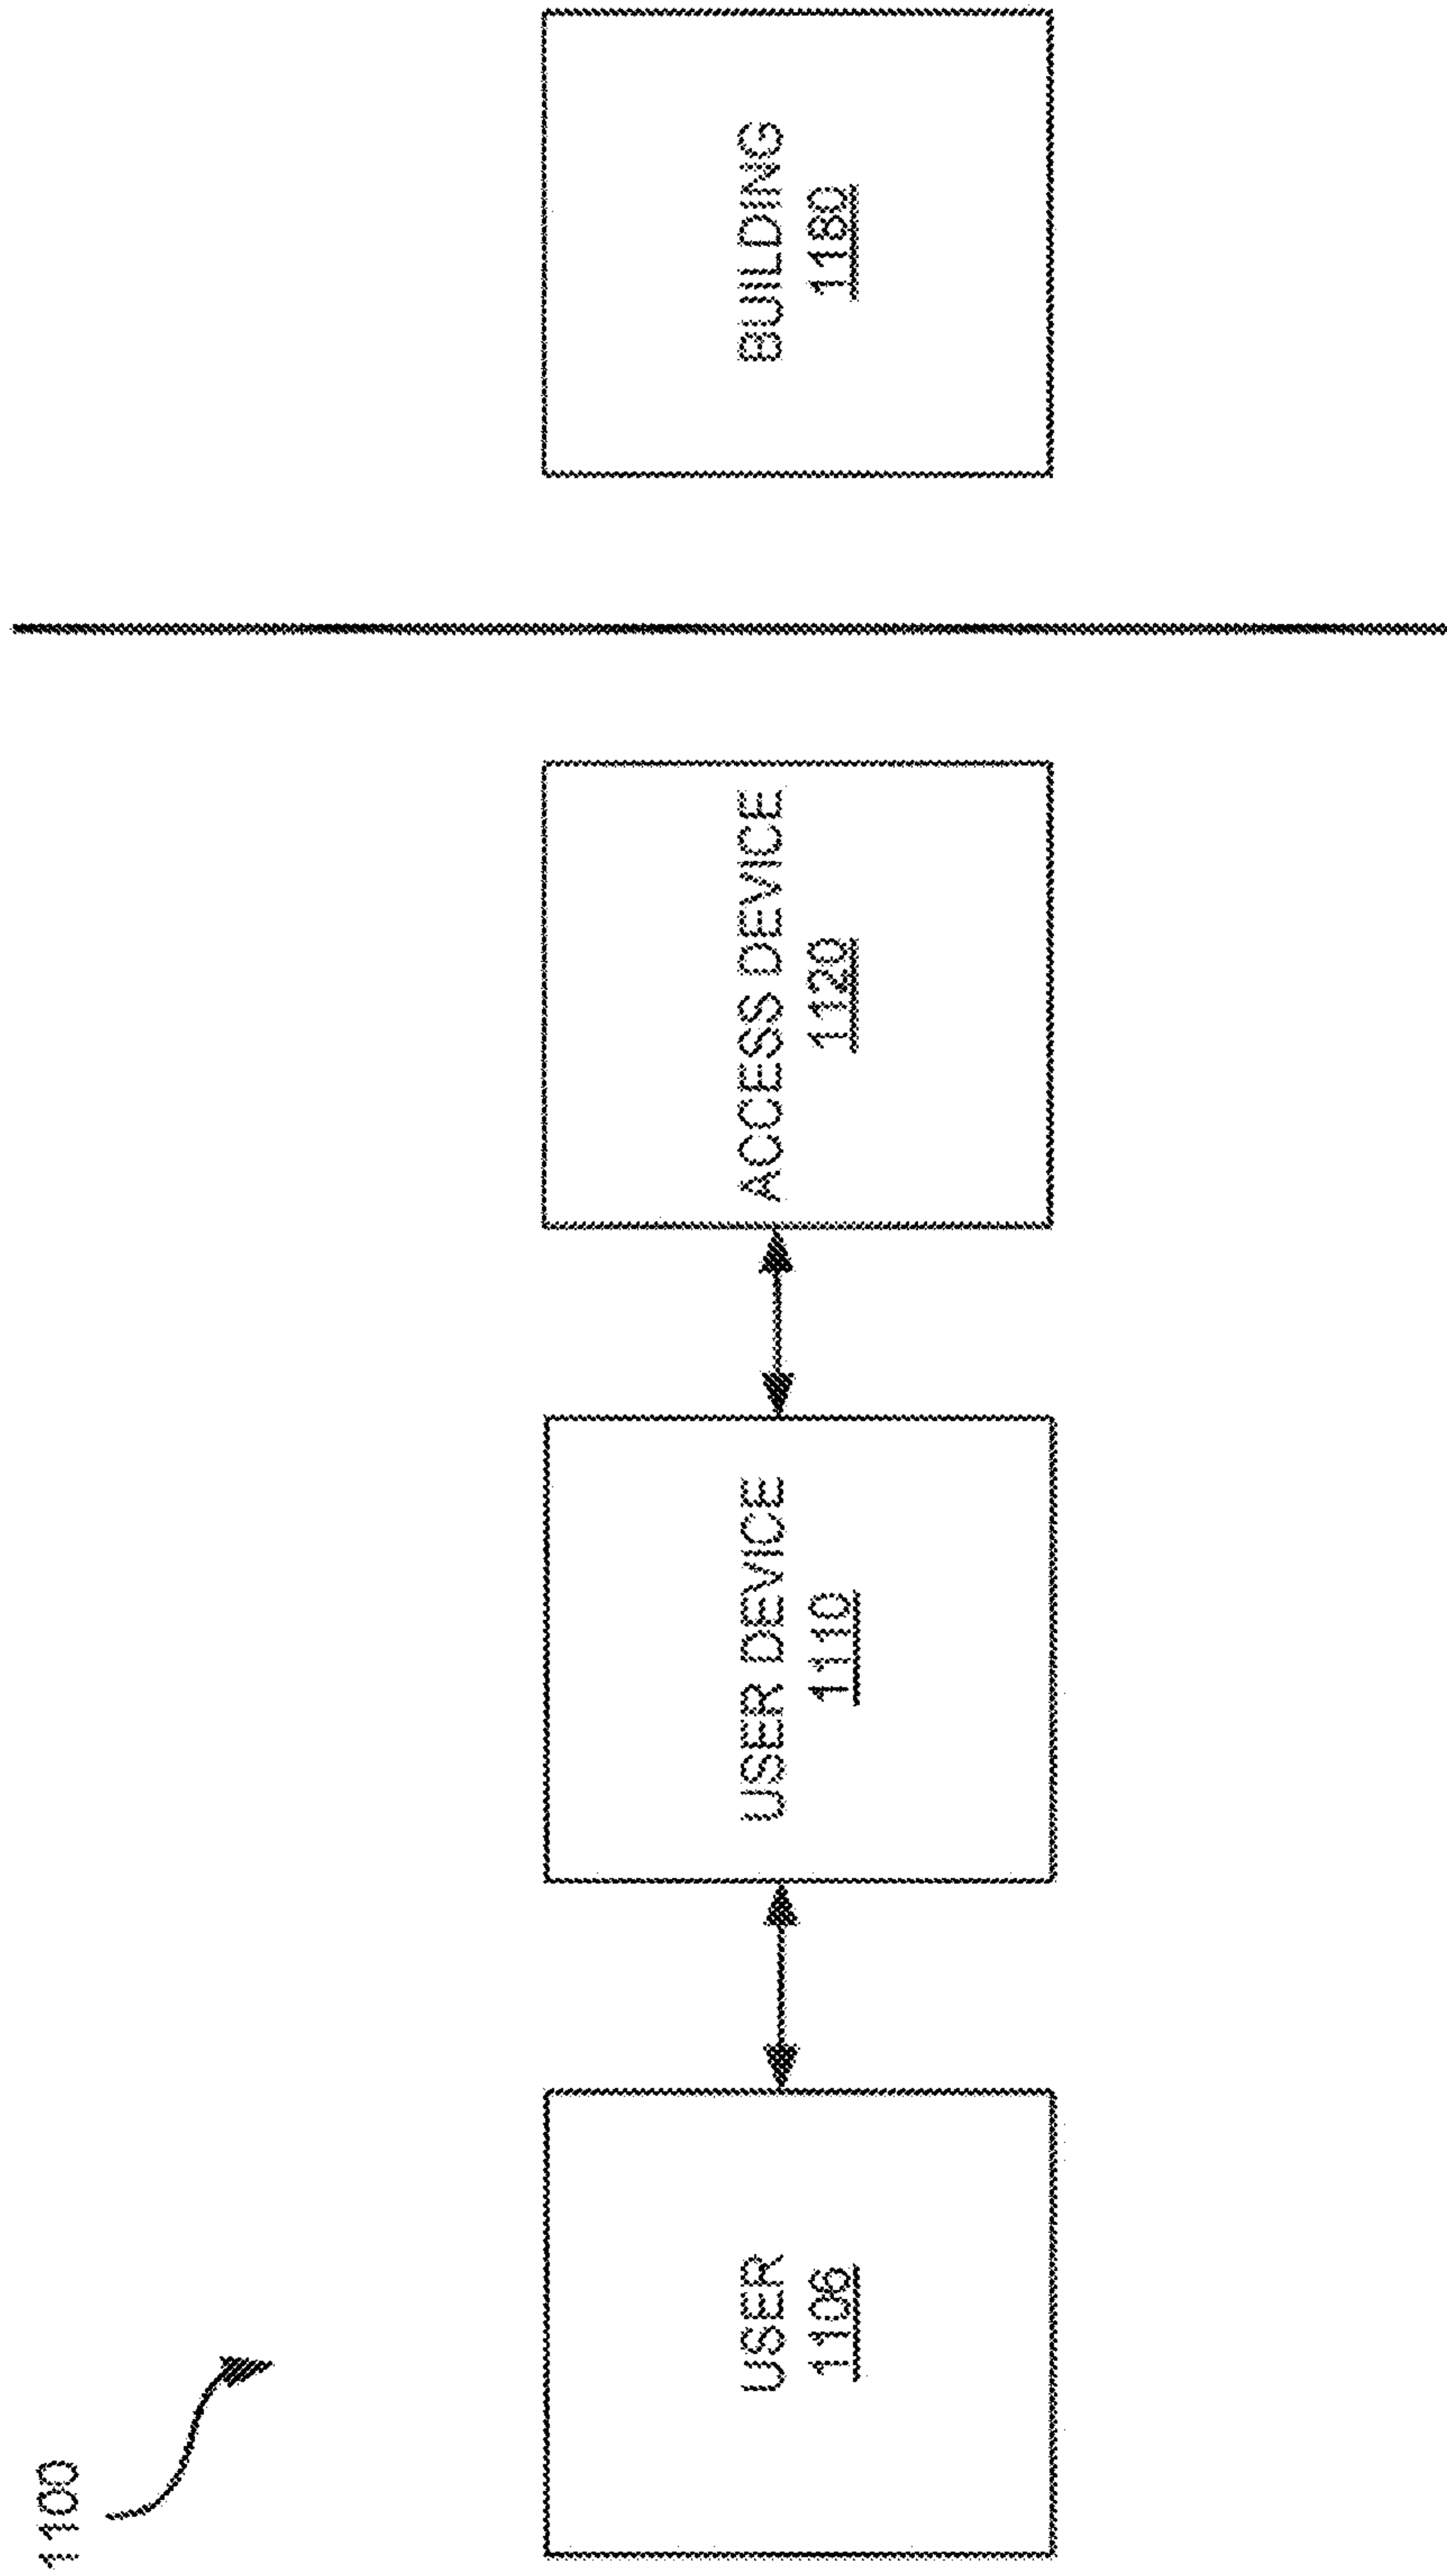 1100
USER
1106
USER DEVICE
1110
ACCESS DEVICE
1120
BUILDING
1180